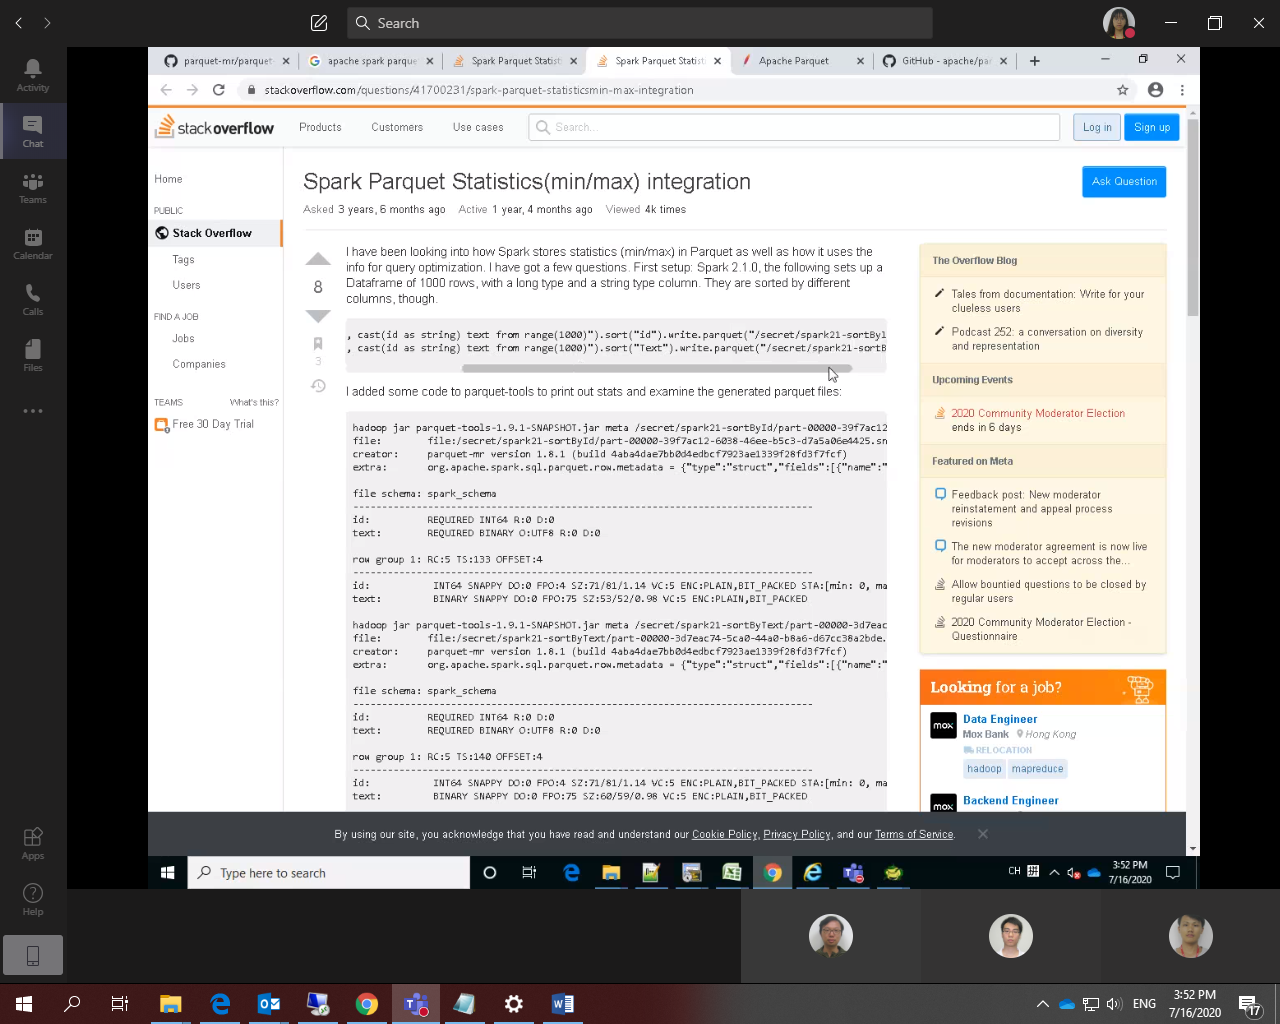 Search
Activity
Chat
Teams
Calendar
Calls
Files
Apps
Help
parquet-mr/parquet-
apache spark parque
Spark Parquet Statisti
Spark Parquet Statisti
Apache Parquet
GitHub - apache/par
stackoverflow.com/questions/41700231/spark-parquet-statisticsmin-max-integration
stackoverflow
Products
Customers
Use cases
Search...
Log in
Sign up
Home
PUBLIC
Stack Overflow
Tags
Users
FIND A JOB
Jobs
Companies
TEAMS
What's this?
Free 30 Day Trial
Spark Parquet Statistics(min/max) integration
Ask Question
Asked 3 years, 6 months ago Active 1 year, 4 months ago Viewed 4k times
8
3
I have been looking into how Spark stores statistics (min/max) in Parquet as well as how it uses the
info for query optimization. I have got a few questions. First setup: Spark 2.1.0, the following sets up a
Dataframe of 1000 rows, with a long type and a string type column. They are sorted by different
columns, though.
, cast(id as string) text from range(1000)").sort("id").write.parquet("/secret/spark21-sortByI
, cast(id as string) text from range(1000)").sort("Text").write.parquet("/secret/spark21-sortB
I added some code to parquet-tools to print out stats and examine the generated parquet files:
hadoop jar parquet-tools-1.9.1-SNAPSHOT.jar meta /secret/spark21-sortById/part-00000-39f7ac12
file: file:/secret/spark21-sortById/part-00000-39f7ac12-6038-46ee-b5c3-d7a5a06e4425.sn
creator: parquet-mr version 1.8.1 (build 4aba4dae7bb0d4edbcf7923ae1339f28fd3f7fcf)
extra: org.apache.spark.sql.parquet.row.metadata = {"type":"struct","fields":[{"name":"
file schema: spark_schema
--------------------------------------------------------------------------------
id: REQUIRED INT64 R:0 D:0
text: REQUIRED BINARY O:UTF8 R:0 D:0
row group 1: RC:5 TS:133 OFFSET:4
--------------------------------------------------------------------------------
id: INT64 SNAPPY DO:0 FPO:4 SZ:71/81/1.14 VC:5 ENC:PLAIN,BIT_PACKED STA:[min: 0, ma
text: BINARY SNAPPY DO:0 FPO:75 SZ:53/52/0.98 VC:5 ENC:PLAIN,BIT_PACKED
hadoop jar parquet-tools-1.9.1-SNAPSHOT.jar meta /secret/spark21-sortByText/part-00000-3d7eac
file: file:/secret/spark21-sortByText/part-00000-3d7eac74-5ca0-44a0-b8a6-d67cc38a2bde.
creator: parquet-mr version 1.8.1 (build 4aba4dae7bb0d4edbcf7923ae1339f28fd3f7fcf)
extra: org.apache.spark.sql.parquet.row.metadata = {"type":"struct","fields":[{"name":"
file schema: spark_schema
--------------------------------------------------------------------------------
id: REQUIRED INT64 R:0 D:0
text: REQUIRED BINARY O:UTF8 R:0 D:0
row group 1: RC:5 TS:140 OFFSET:4
--------------------------------------------------------------------------------
id: INT64 SNAPPY DO:0 FPO:4 SZ:71/81/1.14 VC:5 ENC:PLAIN,BIT_PACKED STA:[min: 0, ma
text: BINARY SNAPPY DO:0 FPO:75 SZ:60/59/0.98 VC:5 ENC:PLAIN,BIT_PACKED
The Overflow Blog
Tales from documentation: Write for your
clueless users
Podcast 252: a conversation on diversity
and representation
Upcoming Events
2020 Community Moderator Election
ends in 6 days
Featured on Meta
Feedback post: New moderator
reinstatement and appeal process
revisions
The new moderator agreement is now live
for moderators to accept across the...
Allow bountied questions to be closed by
regular users
2020 Community Moderator Election -
Questionnaire
Looking for a job?
mox
Data Engineer
Mox Bank Hong Kong
RELOCATION
hadoop mapreduce
mox
Backend Engineer
By using our site, you acknowledge that you have read and understand our Cookie Policy, Privacy Policy, and our Terms of Service.
Type here to search
CH
拼
3:52 PM
7/16/2020
ENG
3:52 PM
7/16/2020
17